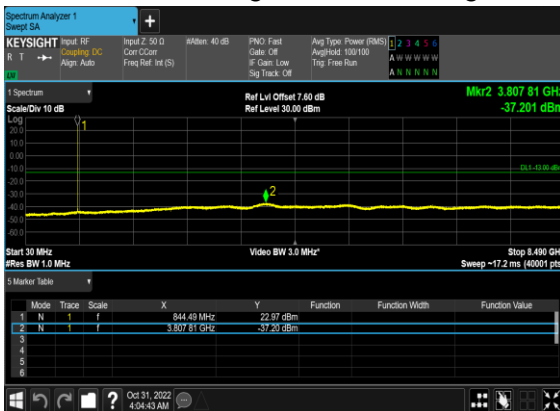 Spectrum Analyzer 1
Swept SA
+
KEYSIGHT Input: RF Input Z: 50 Ω #Atten: 40 dB PNO: Fast Avg Type: Power (RMS) 1 2 3 4 5 6
R T Coupling: DC Corr CCorr Gate: Off Avg|Hold: 100/100 A W W W W W
Align: Auto Freq Ref: Int (S) IF Gain: Low Trig: Free Run
LV Sig Track: Off A N N N N N
1 Spectrum Ref Lvl Offset 7.60 dB Mkr2 3.807 81 GHz
Scale/Div 10 dB Ref Level 30.00 dBm -37.201 dBm
Log
20.0 1
10.0
0.00
-10.0 DL1 -13.00 dBm
-20.0
-30.0 2
-40.0
-50.0
-60.0
Start 30 MHz Video BW 3.0 MHz* Stop 8.490 GHz
#Res BW 1.0 MHz Sweep ~17.2 ms (40001 pts)
5 Marker Table
Mode Trace Scale X Y Function Function Width Function Value
1 N 1 f 844.49 MHz 22.97 dBm
2 N 1 f 3.807 81 GHz -37.20 dBm
3
4
5
6
? Oct 31, 2022
4:04:43 AM